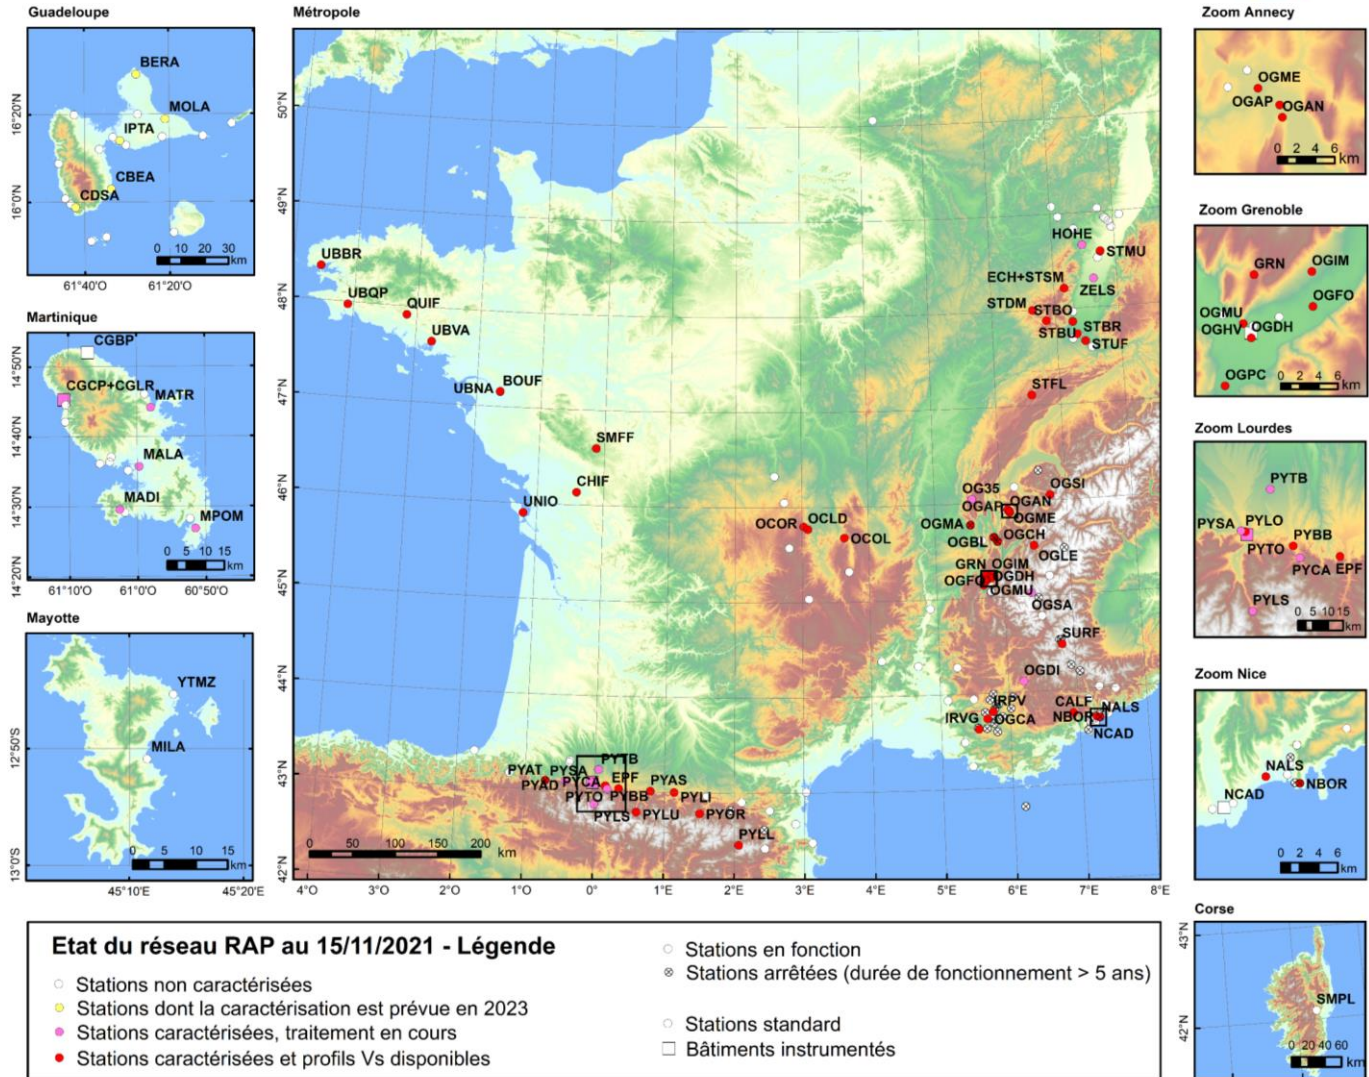 Guadeloupe
BERA
MOLA
IPTA
CBEA
CDSA
16°20'N
16°0'N
0 10 20 30
km
61°40'O 61°20'O
Martinique
CGBP
CGCP+CGLR
MATR
MALA
MADI
MPOM
14°50'N
14°40'N
14°30'N
14°20'N
0 5 10 15
km
61°10'O 61°0'O 60°50'O
Mayotte
YTMZ
MILA
12°50'S
13°0'S
0 5 10 15
km
45°10'E 45°20'E
Métropole
50°N
49°N
48°N
47°N
46°N
45°N
44°N
43°N
42°N
HOHE
STMU
UBBR
ECH+STSM
ZELS
UBQP
QUIF
STDM
STBO
UBVA
STBU
STBR
STUF
UBNA
BOUF
STFL
SMFF
CHIF
OG35
OGSI
UNIO
OGAP
OGAN
OCOR
OCLD
OGMA
OGME
OCOL
OGBL
OGCH
OGLE
GRN
OGIM
OGFO
OGDH
OGMU
OGSA
SURF
OGDI
IRPV
CALF
NALS
IRVG
OGCA
NBOR
NCAD
PYTB
PYAT
PYSA
EPF
PYAS
PYAD
PYCA
PYBB
PYLI
PYTO
PYLS
PYLU
PYOR
PYLL
0 50 100 150 200
km
4°O 3°O 2°O 1°O 0° 1°E 2°E 3°E 4°E 5°E 6°E 7°E 8°E
Zoom Annecy
OGME
OGAP
OGAN
0 2 4 6
km
Zoom Grenoble
GRN
OGIM
OGFO
OGMU
OGHV
OGDH
OGPC
0 2 4 6
km
Zoom Lourdes
PYTB
PYSA
PYLO
PYBB
PYTO
PYCA
EPF
PYLS
0 5 10 15
km
Zoom Nice
NALS
NBOR
NCAD
0 2 4 6
km
Corse
43°N
42°N
SMPL
0 20 40 60
km
Etat du réseau RAP au 15/11/2021 - Légende
Stations non caractérisées
Stations dont la caractérisation est prévue en 2023
Stations caractérisées, traitement en cours
Stations caractérisées et profils Vs disponibles
Stations en fonction
Stations arrêtées (durée de fonctionnement > 5 ans)
Stations standard
Bâtiments instrumentés